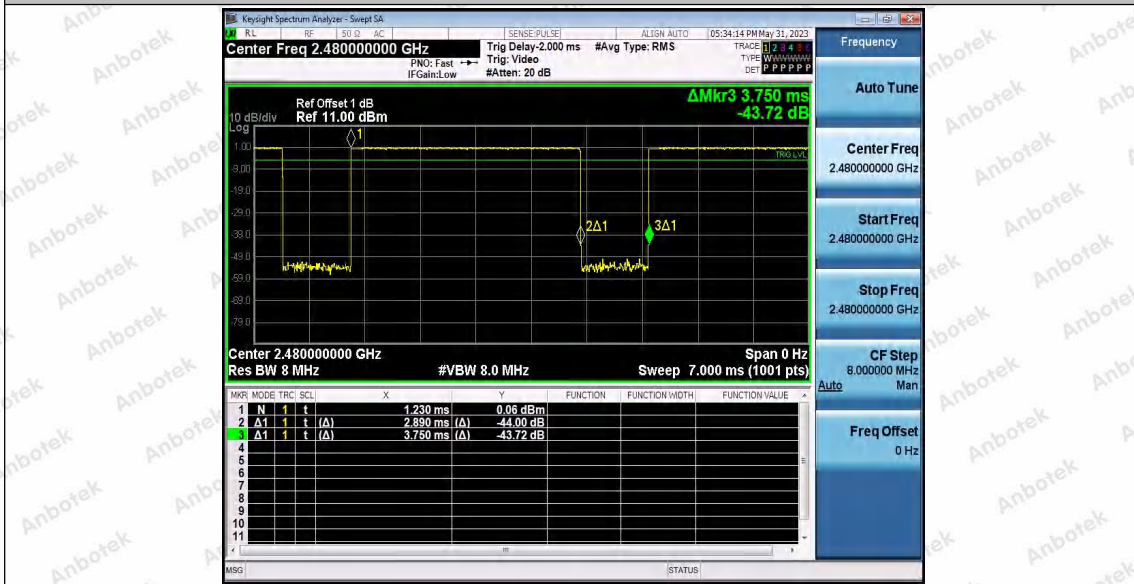 Keysight Spectrum Analyzer - Swept SA
RL RF 50 Ω AC SENSE:PULSE ALIGN AUTO 05:34:14 PM May 31, 2023
Center Freq 2.480000000 GHz
PNO: Fast
IFGain:Low
Trig Delay-2.000 ms #Avg Type: RMS
Trig: Video
#Atten: 20 dB
TRACE 1 2 3 4 5 6
TYPE WWWWWW
DET P P P P P P
Frequency
ΔMkr3 3.750 ms
-43.72 dB
Ref Offset 1 dB
10 dB/div Ref 11.00 dBm
Log
1.00
-9.00
-19.0
-29.0
-39.0
-49.0
-59.0
-69.0
-79.0
1
TRIG LVL
2Δ1
3Δ1
Center 2.480000000 GHz Span 0 Hz
Res BW 8 MHz #VBW 8.0 MHz Sweep 7.000 ms (1001 pts)
MKR MODE TRC SCL X Y FUNCTION FUNCTION WIDTH FUNCTION VALUE
1 N 1 t 1.230 ms 0.06 dBm
2 Δ1 1 t (Δ) 2.890 ms (Δ) -44.00 dB
3 Δ1 1 t (Δ) 3.750 ms (Δ) -43.72 dB
4
5
6
7
8
9
10
11
MSG STATUS
Auto Tune
Center Freq
2.480000000 GHz
Start Freq
2.480000000 GHz
Stop Freq
2.480000000 GHz
CF Step
8.000000 MHz
Auto Man
Freq Offset
0 Hz
Anbotek